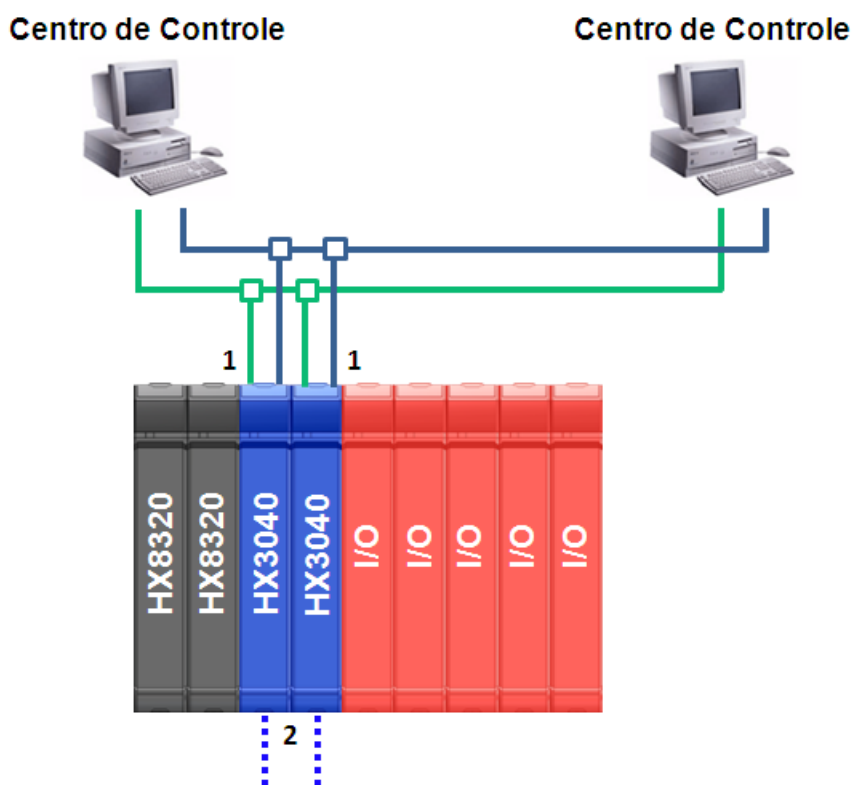 Centro de Controle
Centro de Controle
1
1
HX8320
HX8320
HX3040
HX3040
I/O
I/O
I/O
I/O
I/O
2